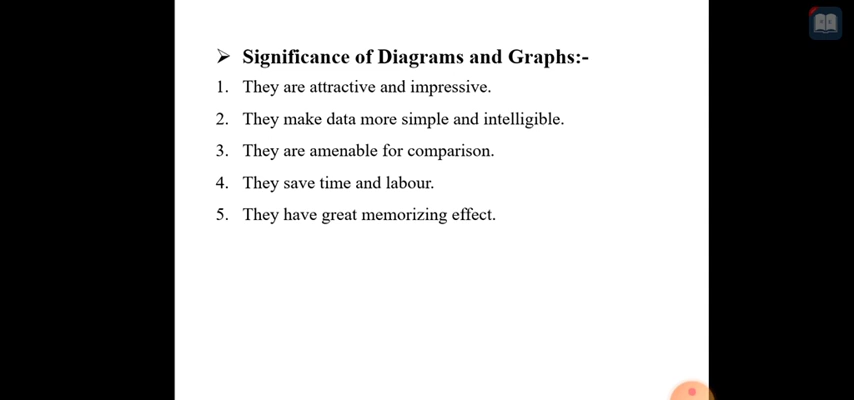 ➢ Significance of Diagrams and Graphs:-
1. They are attractive and impressive.
2. They make data more simple and intelligible.
3. They are amenable for comparison.
4. They save time and labour.
5. They have great memorizing effect.